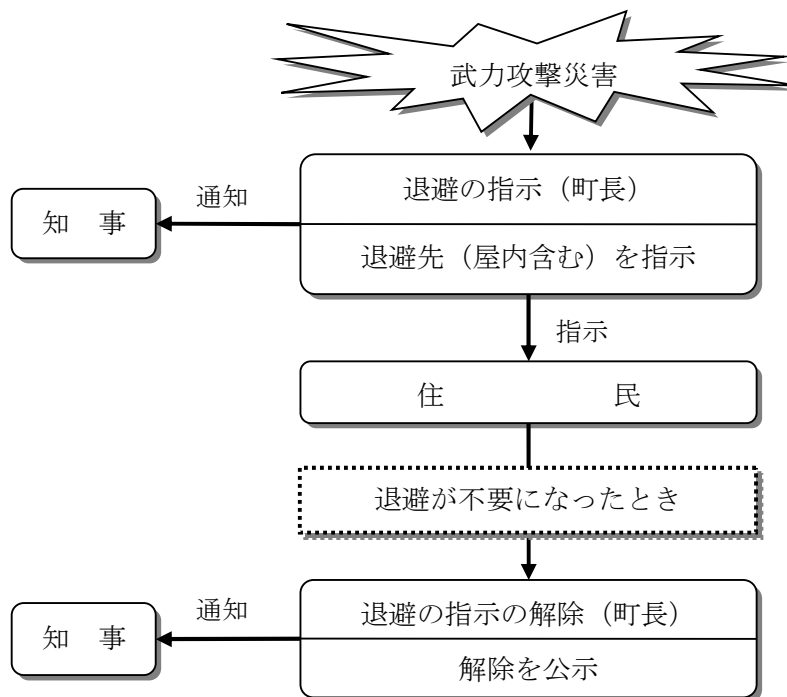 武力攻撃災害
退避の指示（町長）
通知
知　事
退避先（屋内含む）を指示
指示
住　　　　　民
退避が不要になったとき
退避の指示の解除（町長）
通知
知　事
解除を公示